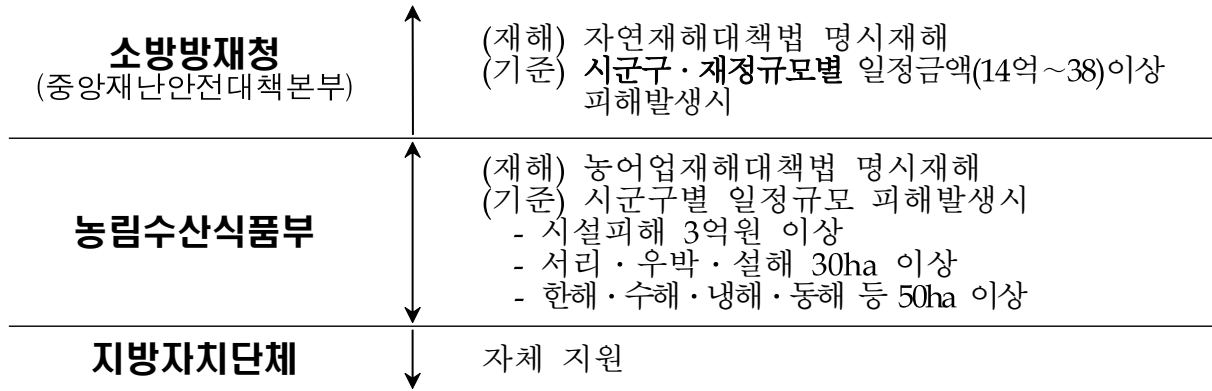 소방방재청
(중앙재난안전대책본부)
(재해) 자연재해대책법 명시재해
(기준) 시군구·재정규모별 일정금액(14억~38)이상
피해발생시
농림수산식품부
(재해) 농어업재해대책법 명시재해
(기준) 시군구별 일정규모 피해발생시
- 시설피해 3억원 이상
- 서리·우박·설해 30ha 이상
- 한해·수해·냉해·동해 등 50ha 이상
지방자치단체
자체 지원